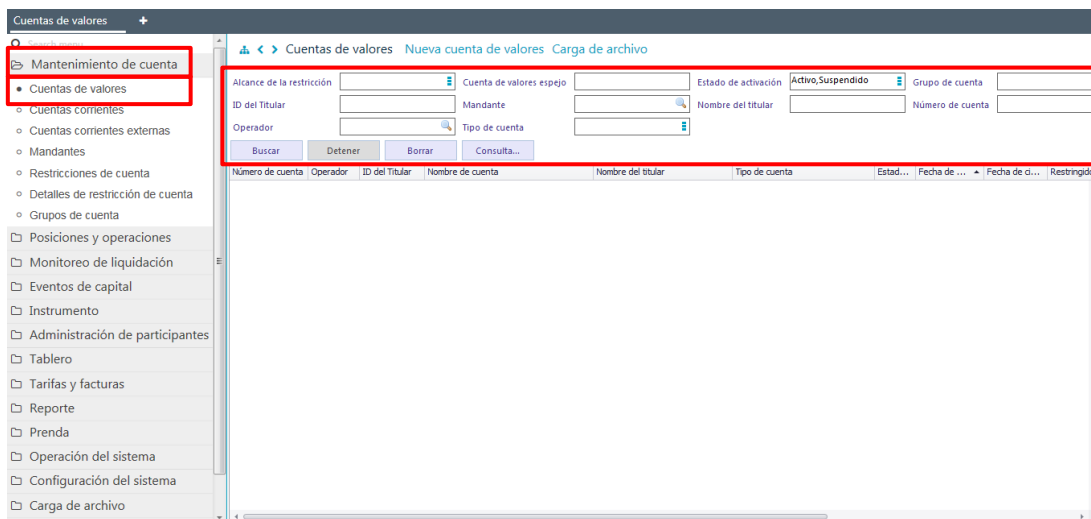 Cuentas de valores +
Search menu
Mantenimiento de cuenta
Cuentas de valores
Cuentas corrientes
Cuentas corrientes externas
Mandantes
Restricciones de cuenta
Detalles de restricción de cuenta
Grupos de cuenta
Posiciones y operaciones
Monitoreo de liquidación
Eventos de capital
Instrumento
Administración de participantes
Tablero
Tarifas y facturas
Reporte
Prenda
Operación del sistema
Configuración del sistema
Carga de archivo
Cuentas de valores Nueva cuenta de valores Carga de archivo
Alcance de la restricción Cuenta de valores espejo Estado de activación Activo,Suspendido Grupo de cuenta
ID del Titular Mandante Nombre del titular Número de cuenta
Operador Tipo de cuenta
Buscar Detener Borrar Consulta...
Número de cuenta Operador ID del Titular Nombre de cuenta Nombre del titular Tipo de cuenta Estad... Fecha de ... Fecha de ci... Restringido